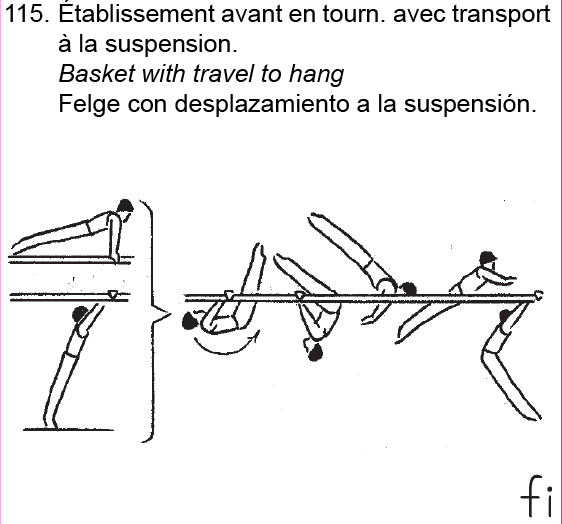 115. Établissement avant en tourn. avec transport
à la suspension.
Basket with travel to hang
Felge con desplazamiento a la suspensión.
fi